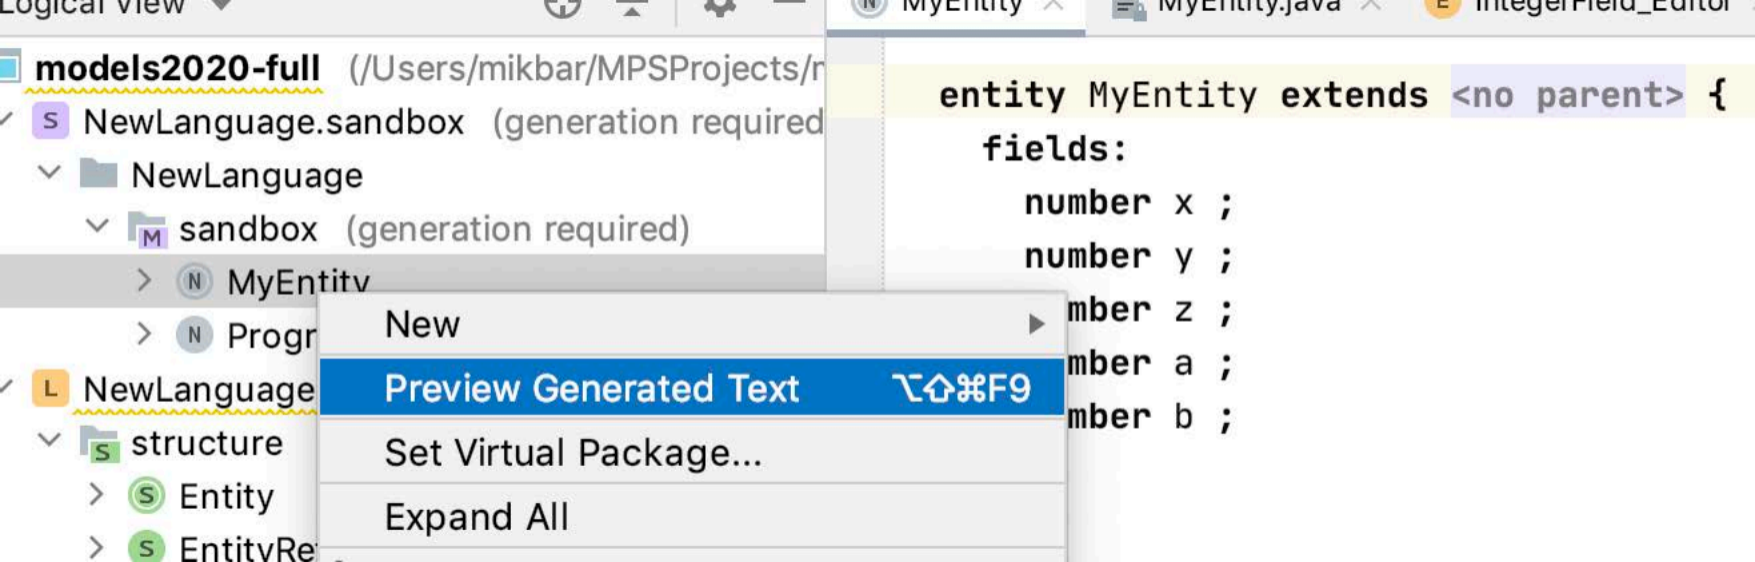 Logical View
models2020-full (/Users/mikbar/MPSProjects/
S NewLanguage.sandbox (generation required
NewLanguage
M sandbox (generation required)
N MyEntity
N Progr
L NewLanguage
S structure
S Entity
S EntityRe
New
Preview Generated Text ⌥⇧⌘F9
Set Virtual Package...
Expand All
N MyEntity
MyEntity.java
E IntegerField_Editor
entity MyEntity extends <no parent> {
fields:
number x ;
number y ;
mber z ;
mber a ;
mber b ;